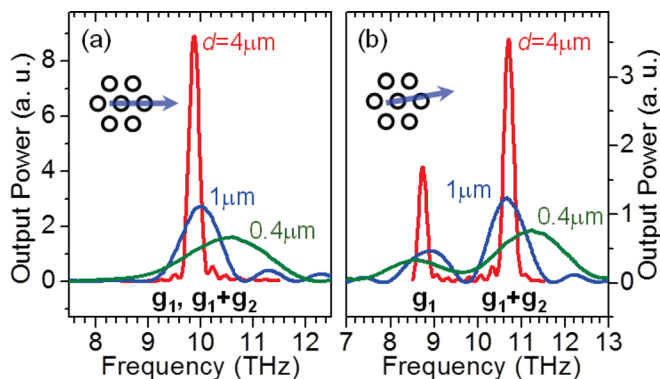 (a)
d=4μm
1μm
0.4μm
g₁, g₁+g₂
Output Power (a. u.)
0
2
4
6
8
8
9
10
11
12
Frequency (THz)
(b)
d=4μm
1μm
0.4μm
g₁
g₁+g₂
Output Power (a. u.)
0
1
2
3
7
8
9
10
11
12
13
Frequency (THz)